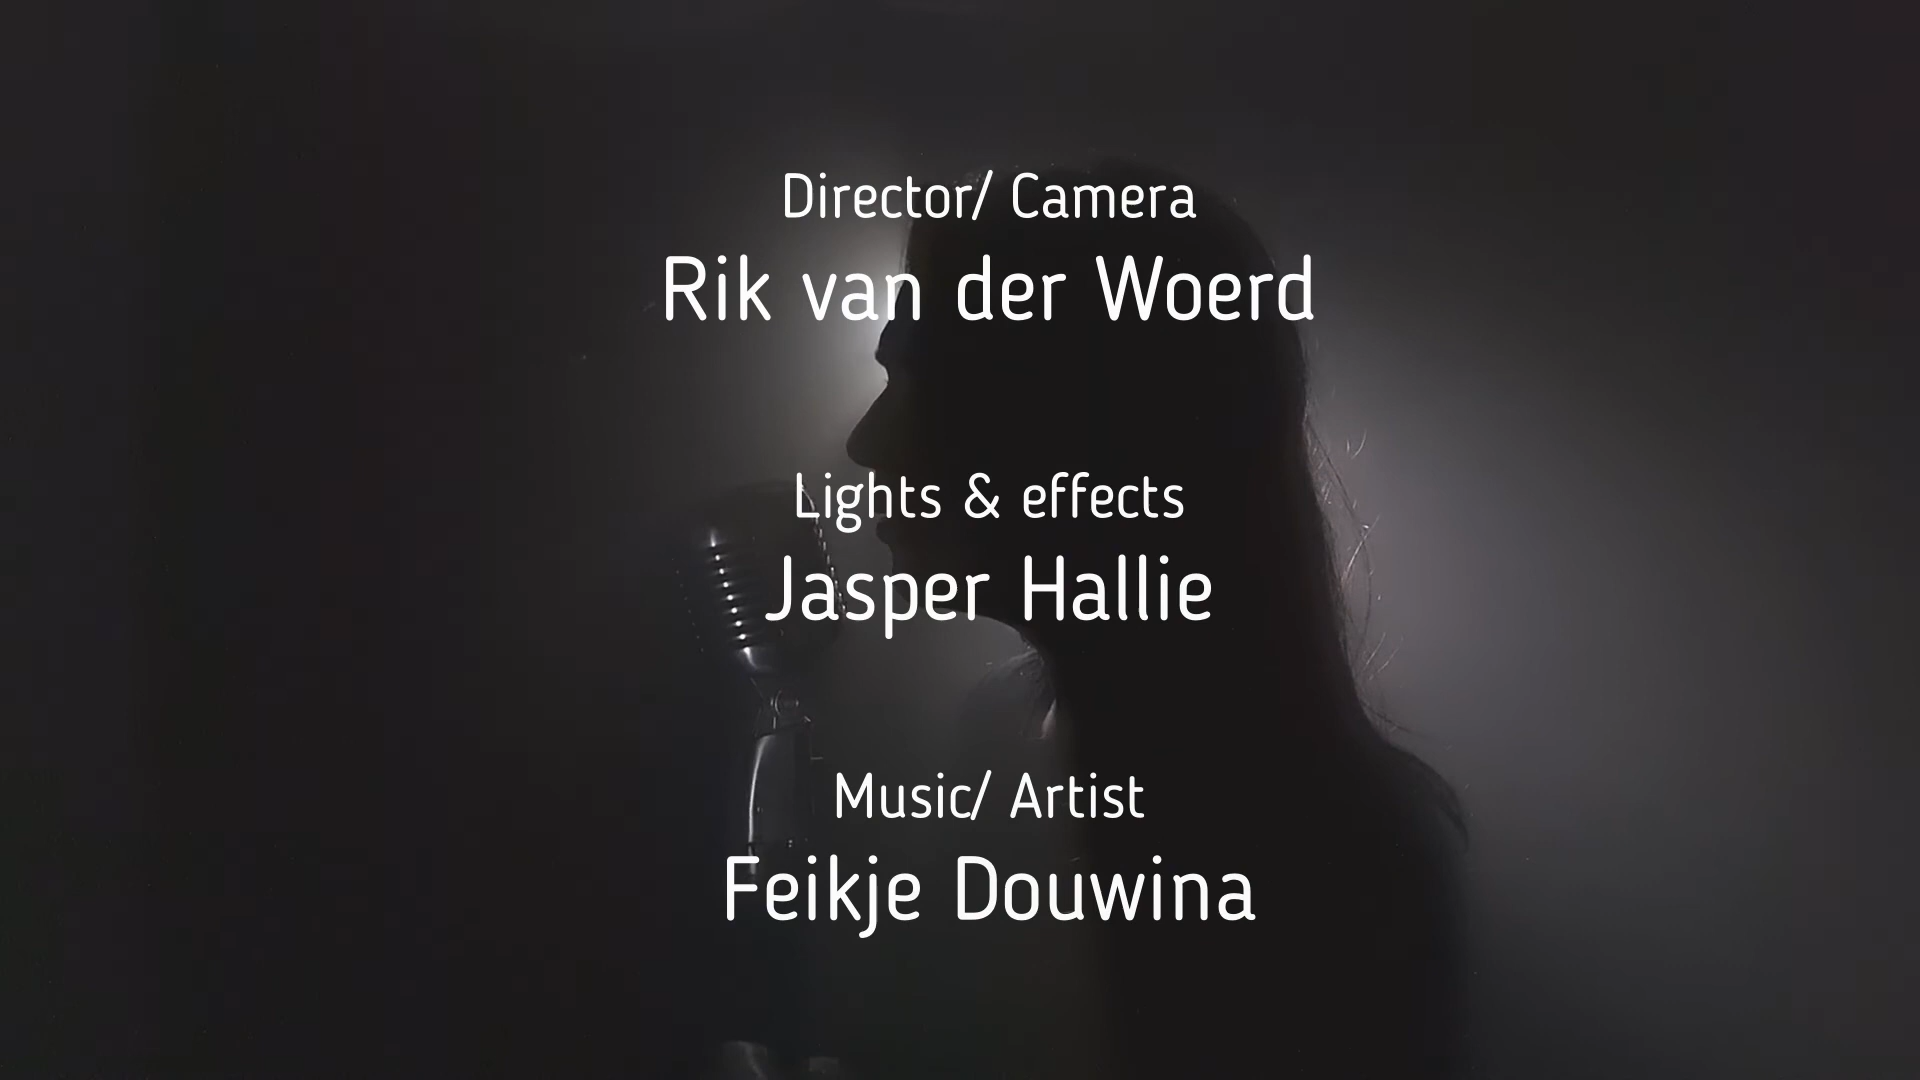 Director/ Camera
Rik van der Woerd
Lights & effects
Jasper Hallie
Music/ Artist
Feikje Douwina